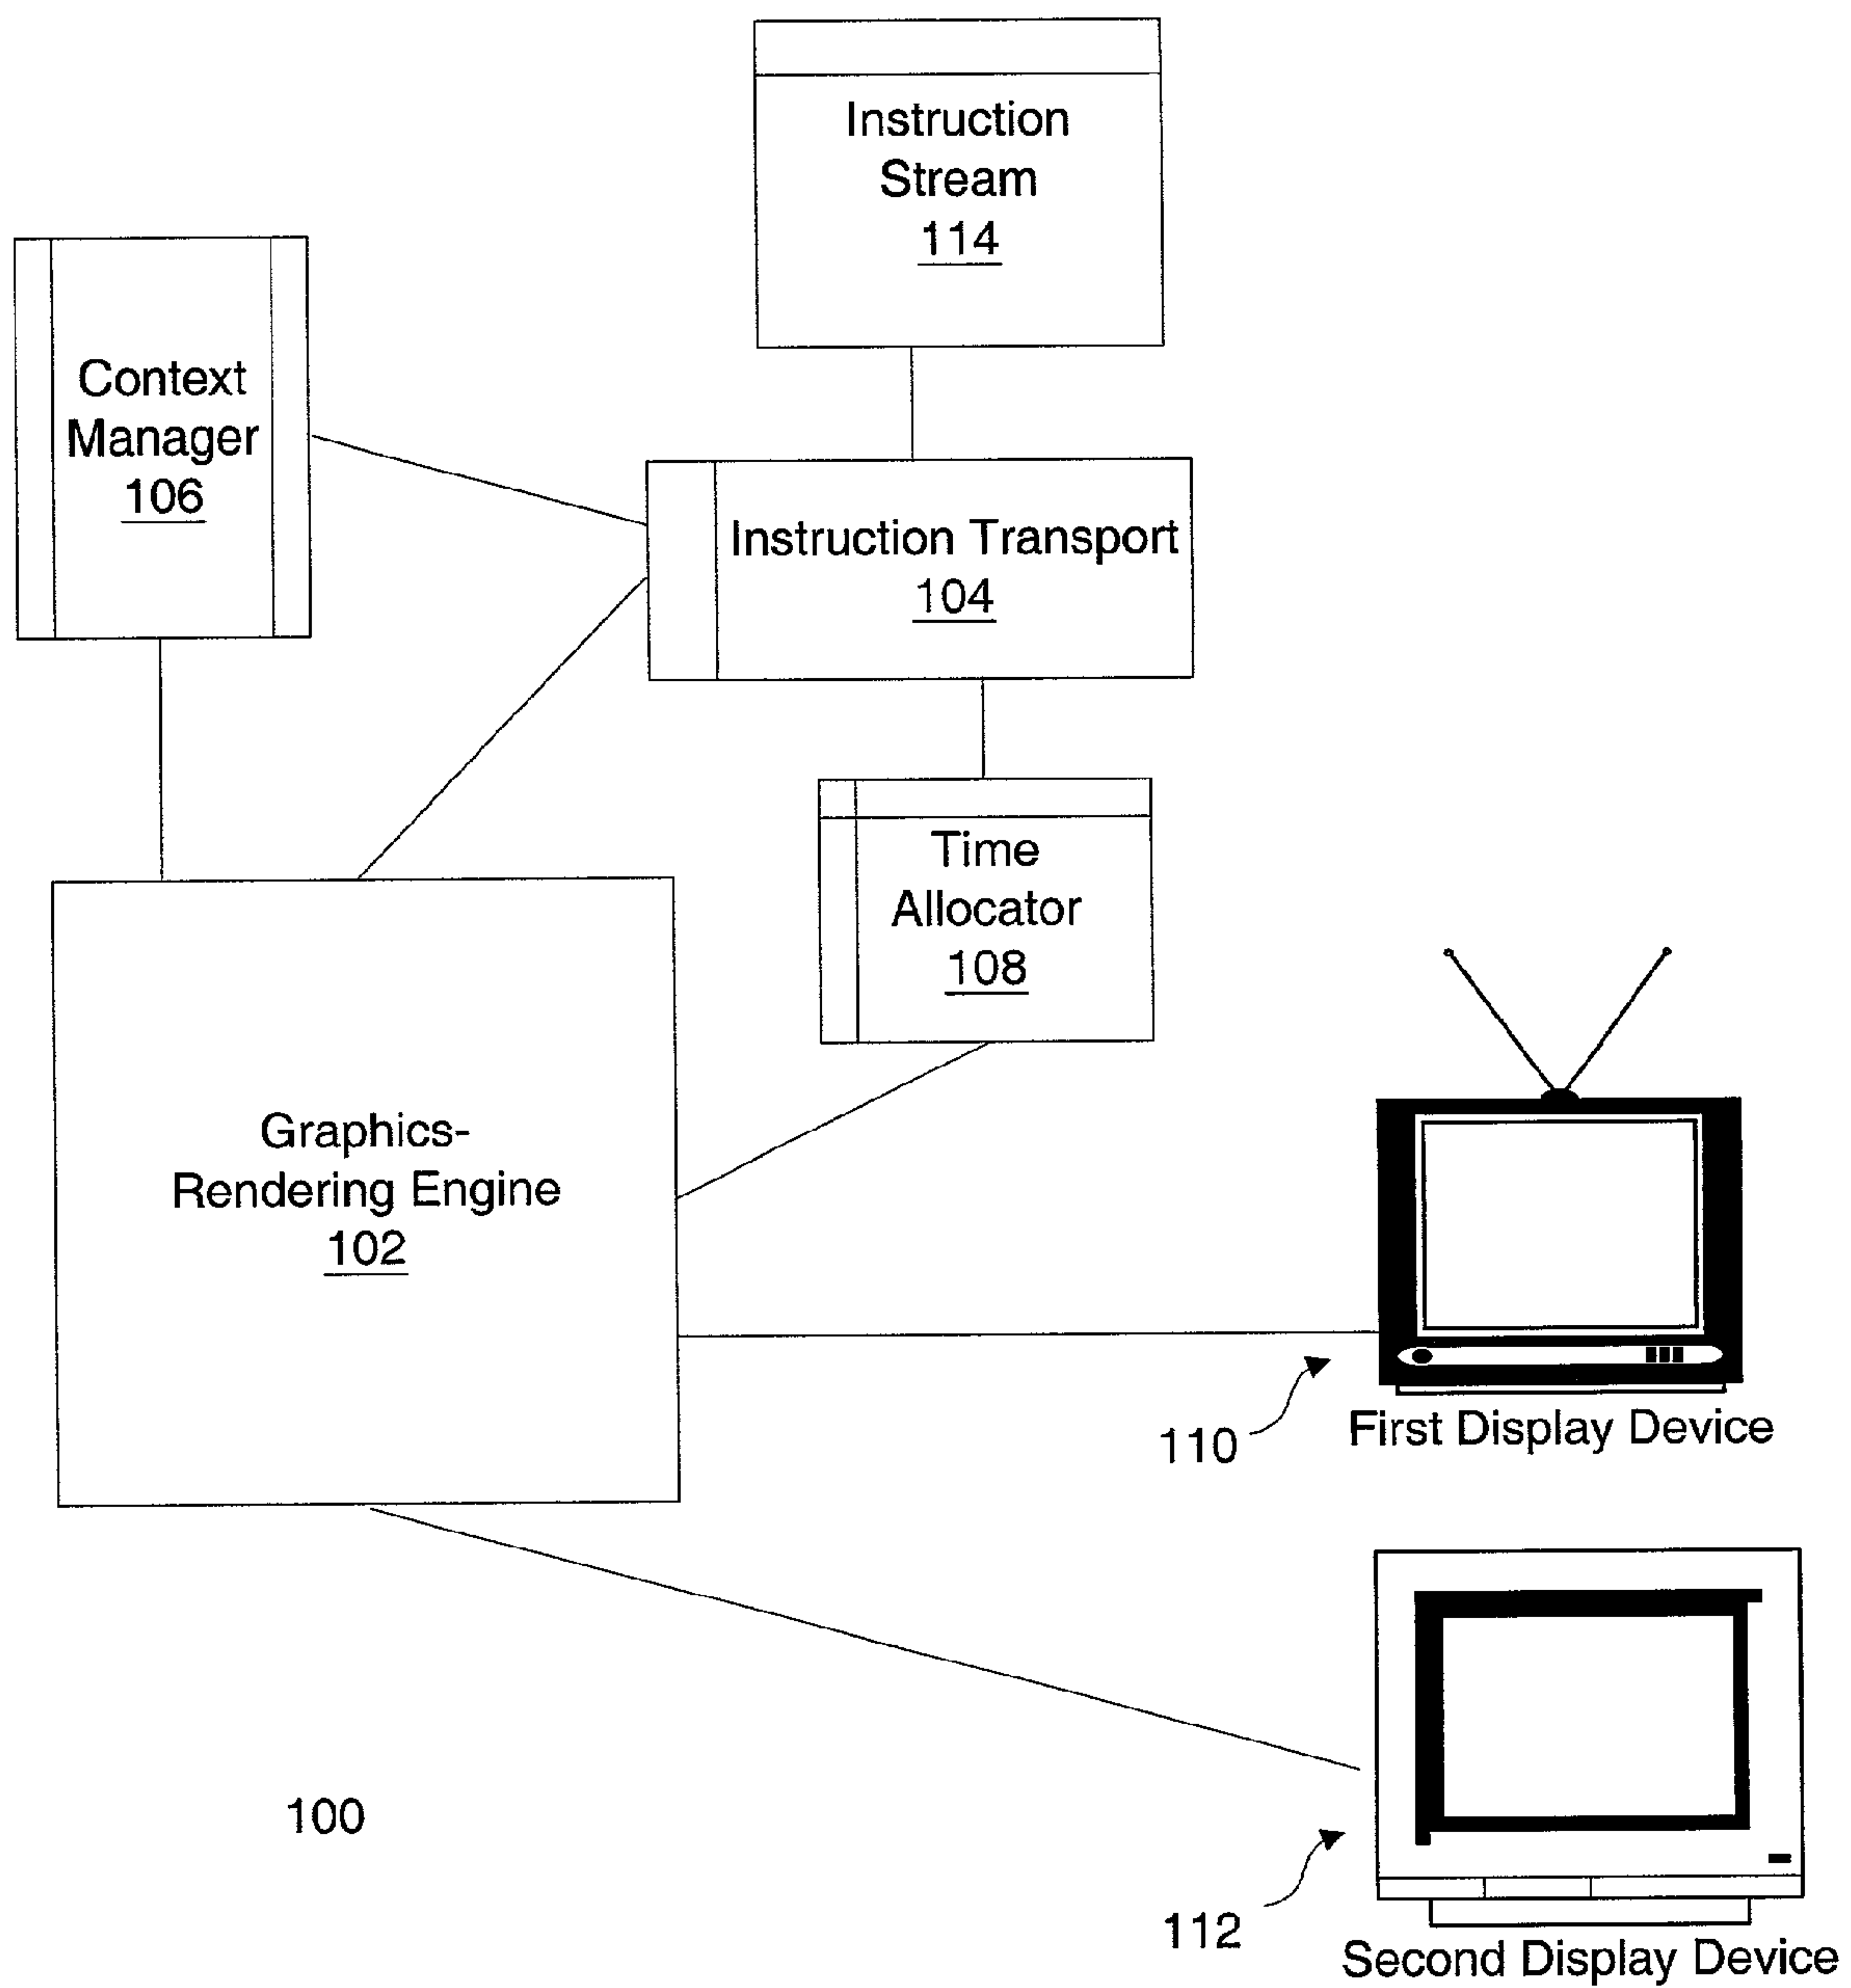 Instruction
Stream
114
Context
Manager
106
Instruction Transport
104
Time
Allocator
108
Graphics-
Rendering Engine
102
110
First Display Device
100
112
Second Display Device